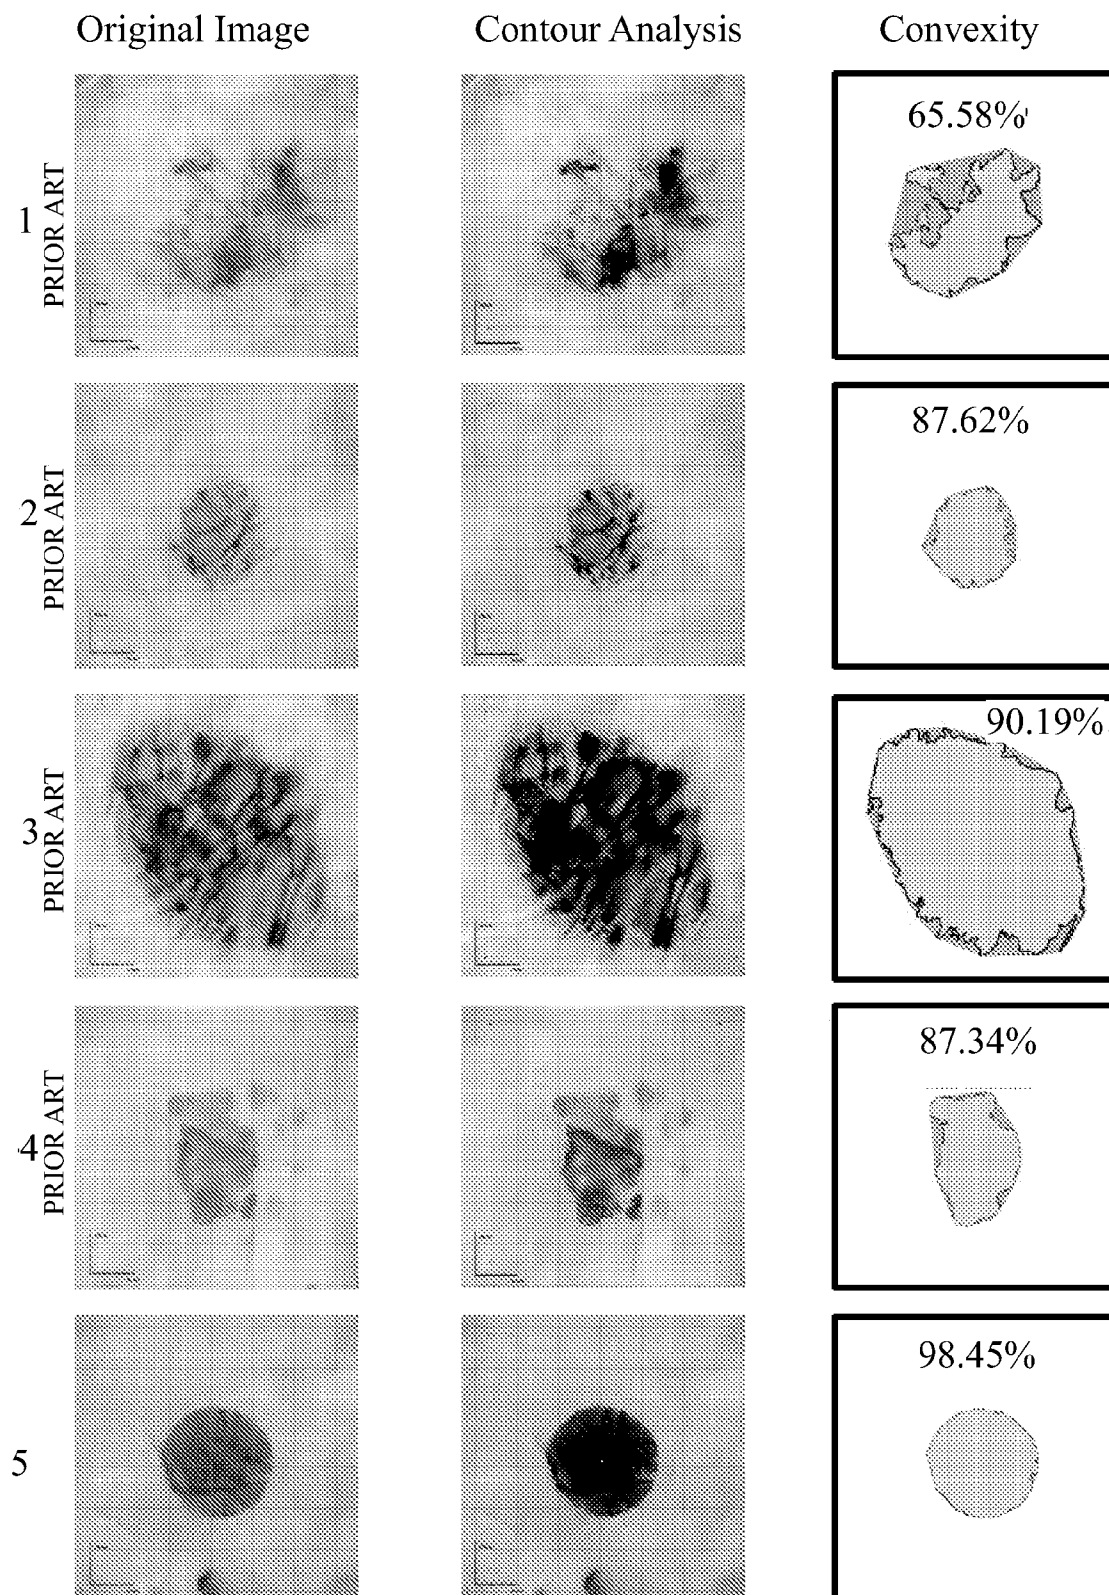 Original Image Contour Analysis Convexity
1 PRIOR ART
65.58%
2 PRIOR ART
87.62%
3 PRIOR ART
90.19%
4 PRIOR ART
87.34%
5
98.45%